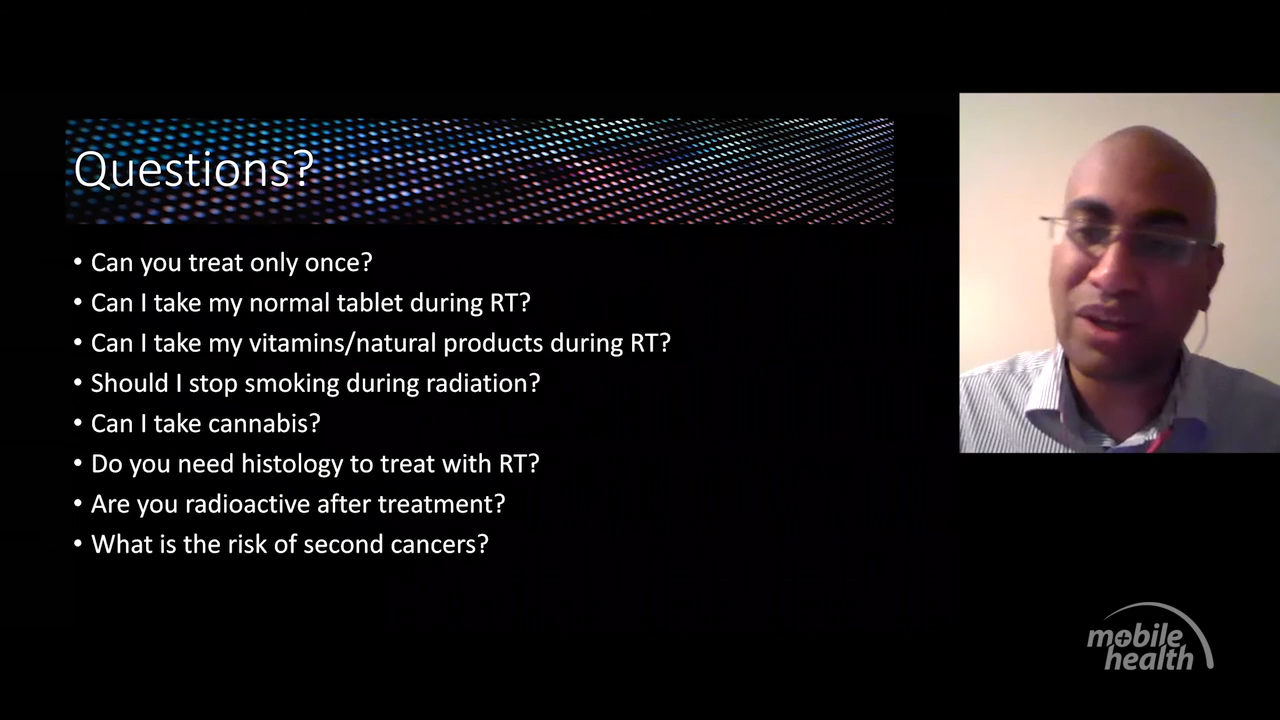 Questions?
• Can you treat only once?
• Can I take my normal tablet during RT?
• Can I take my vitamins/natural products during RT?
• Should I stop smoking during radiation?
• Can I take cannabis?
• Do you need histology to treat with RT?
• Are you radioactive after treatment?
• What is the risk of second cancers?
mobile
health